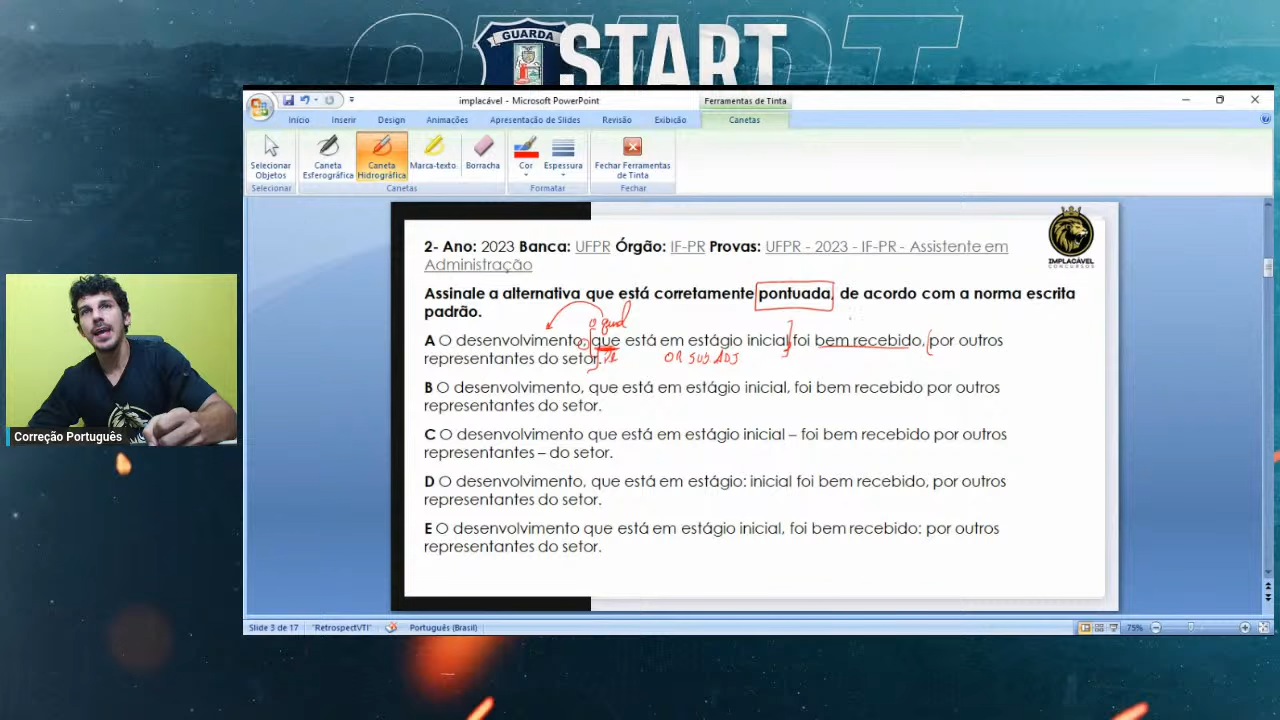 START
GUARDA
implacável - Microsoft PowerPoint
Ferramentas de Tinta
Início Inserir Design Animações Apresentação de Slides Revisão Exibição Canetas
Selecionar Objetos
Caneta Esferográfica
Caneta Hidrográfica
Marca-texto
Borracha
Cor
Espessura
Fechar Ferramentas de Tinta
Selecionar Canetas Formatar Fechar
IMPLACÁVEL
CONCURSOS
2- Ano: 2023 Banca: UFPR Órgão: IF-PR Provas: UFPR - 2023 - IF-PR - Assistente em
Administração
Assinale a alternativa que está corretamente pontuada, de acordo com a norma escrita
padrão.
o qual
A O desenvolvimento, que está em estágio inicial, foi bem recebido, por outros
representantes do setor.
OR SUB ADJ
B O desenvolvimento, que está em estágio inicial, foi bem recebido por outros
representantes do setor.
C O desenvolvimento que está em estágio inicial – foi bem recebido por outros
representantes – do setor.
D O desenvolvimento, que está em estágio: inicial foi bem recebido, por outros
representantes do setor.
E O desenvolvimento que está em estágio inicial, foi bem recebido: por outros
representantes do setor.
Correção Português
Slide 3 de 17 "RetrospectVTI" Português (Brasil) 75%